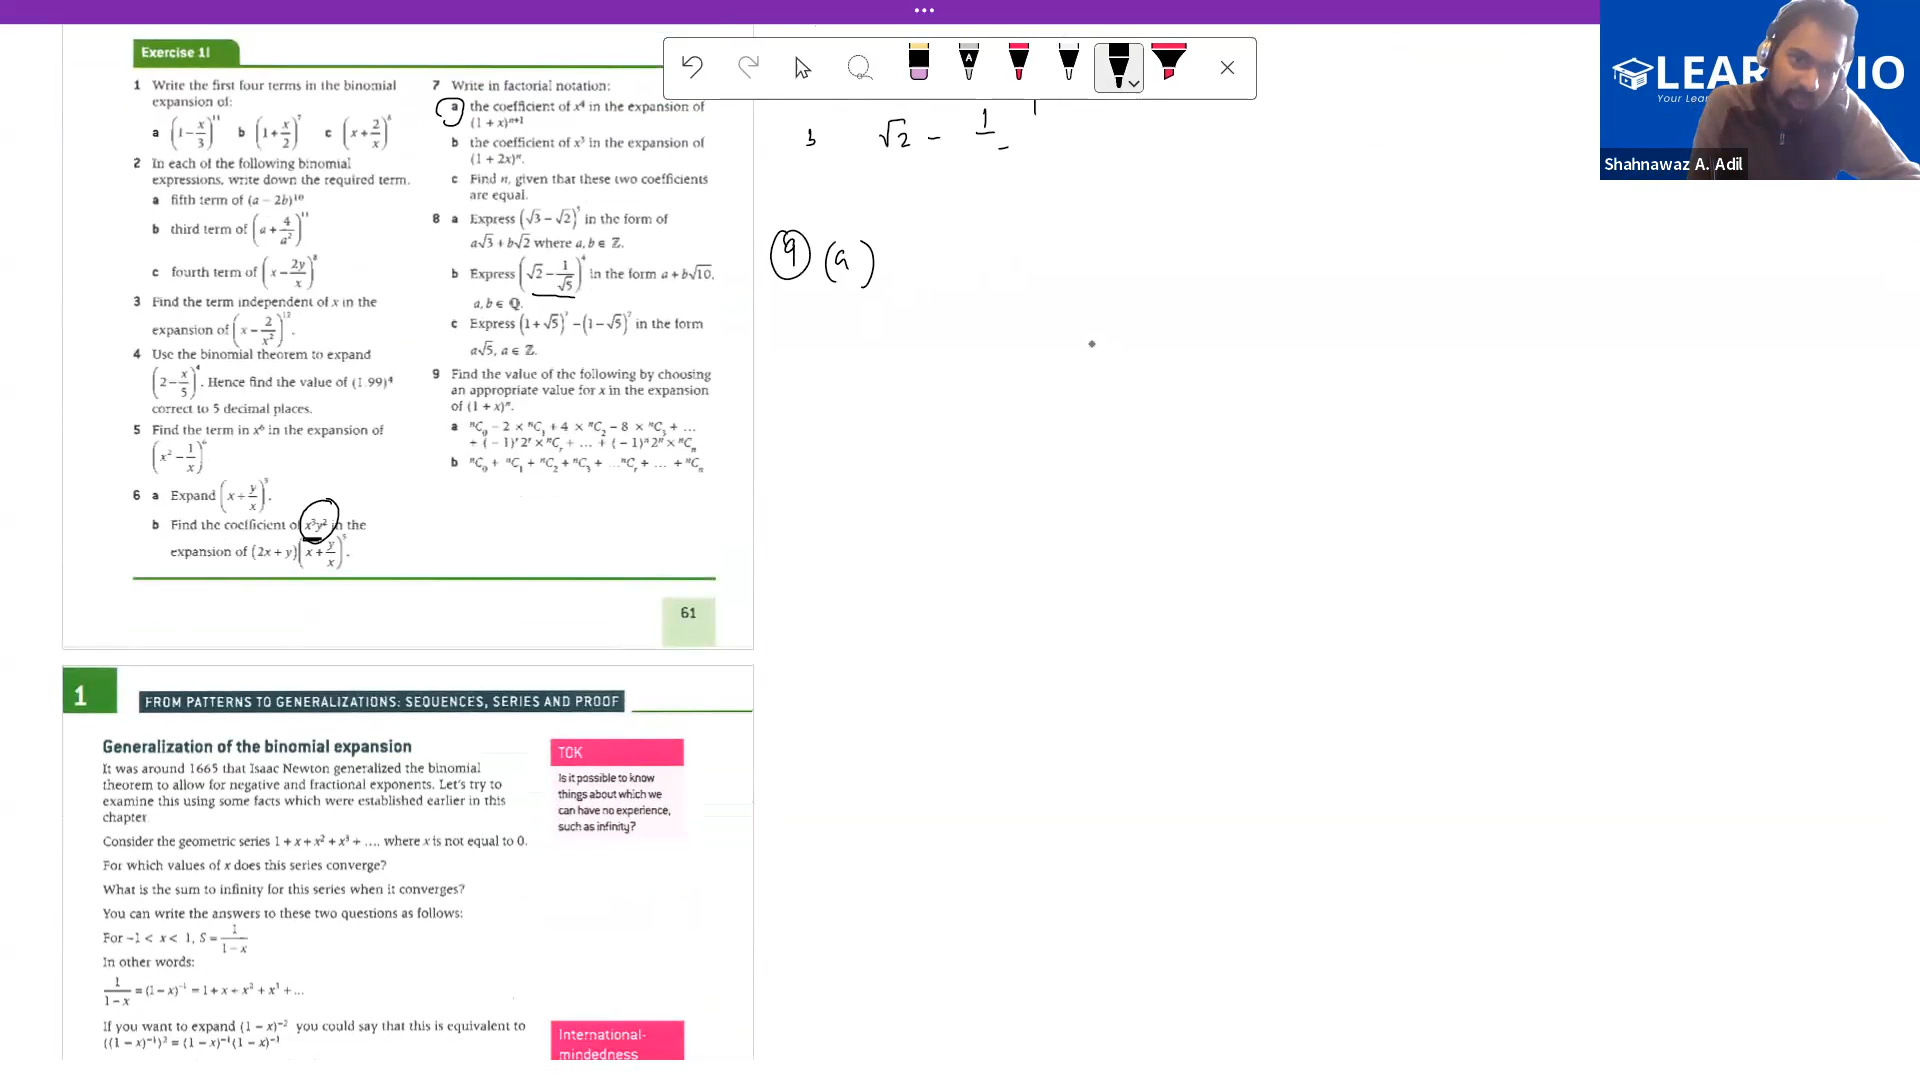 Exercise 1I
1 Write the first four terms in the binomial expansion of:
a (1 − x/3)^11 b (1 + x/2)^7 c (x + 2/x)^6
2 In each of the following binomial
expressions, write down the required term.
a fifth term of (a − 2b)^10
b third term of (a + 4/a²)^11
c fourth term of (x − 2y/x)^8
3 Find the term independent of x in the
expansion of (x − 2/x²)^12.
4 Use the binomial theorem to expand
(2 − x/5)^4. Hence find the value of (1.99)^4
correct to 5 decimal places.
5 Find the term in x⁶ in the expansion of
(x² − 1/x)^6
6 a Expand (x + y/x)^5.
b Find the coefficient of x³y² in the
expansion of (2x + y)(x + y/x)^5.
7 Write in factorial notation:
a the coefficient of x⁴ in the expansion of
(1 + x)^n+1
b the coefficient of x³ in the expansion of
(1 + 2x)^n.
c Find n, given that these two coefficients
are equal.
8 a Express (√3 − √2)^5 in the form of
a√3 + b√2 where a, b ∈ ℤ.
b Express (√2 − 1/√5)^4 in the form a + b√10,
a, b ∈ ℚ.
c Express (1 + √5)^7 − (1 − √5)^7 in the form
a√5, a ∈ ℤ.
9 Find the value of the following by choosing
an appropriate value for x in the expansion
of (1 + x)^n.
a ⁿC₀ − 2 × ⁿC₁ + 4 × ⁿC₂ − 8 × ⁿC₃ + ...
+ (−1)^r 2^r × ⁿCᵣ + ... + (−1)^n 2^n × ⁿCₙ
b ⁿC₀ + ⁿC₁ + ⁿC₂ + ⁿC₃ + ...ⁿCᵣ + ... + ⁿCₙ
61
1
FROM PATTERNS TO GENERALIZATIONS: SEQUENCES, SERIES AND PROOF
Generalization of the binomial expansion
It was around 1665 that Isaac Newton generalized the binomial
theorem to allow for negative and fractional exponents. Let's try to
examine this using some facts which were established earlier in this
chapter
Consider the geometric series 1 + x + x² + x³ + ...., where x is not equal to 0.
For which values of x does this series converge?
What is the sum to infinity for this series when it converges?
You can write the answers to these two questions as follows:
For −1 < x < 1, S = 1/(1 − x)
In other words:
1/(1 − x) = (1 − x)⁻¹ = 1 + x + x² + x³ + ...
If you want to expand (1 − x)⁻² you could say that this is equivalent to
((1 − x)⁻¹)² = (1 − x)⁻¹(1 − x)⁻¹
TOK
Is it possible to know
things about which we
can have no experience,
such as infinity?
International-
mindedness
√2 − 1
9 (a)
Shahnawaz A. Adil